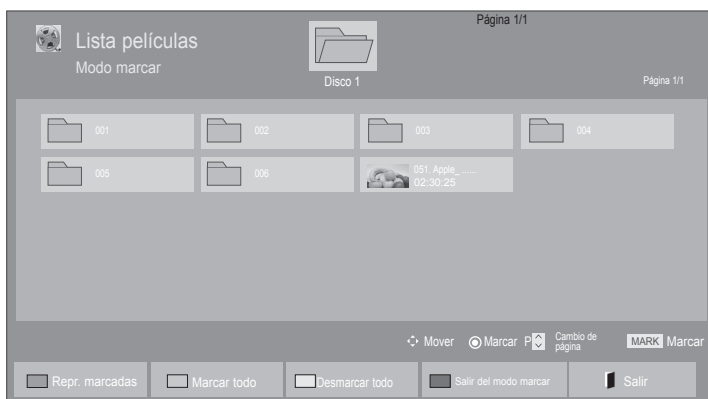 Página 1/1
Lista películas
Modo marcar
Disco 1
Página 1/1
001
002
003
004
005
006
051. Apple_ ......
02:30:25
Mover
Marcar
P
Cambio de
página
MARK Marcar
Repr. marcadas
Marcar todo
Desmarcar todo
Salir del modo marcar
Salir